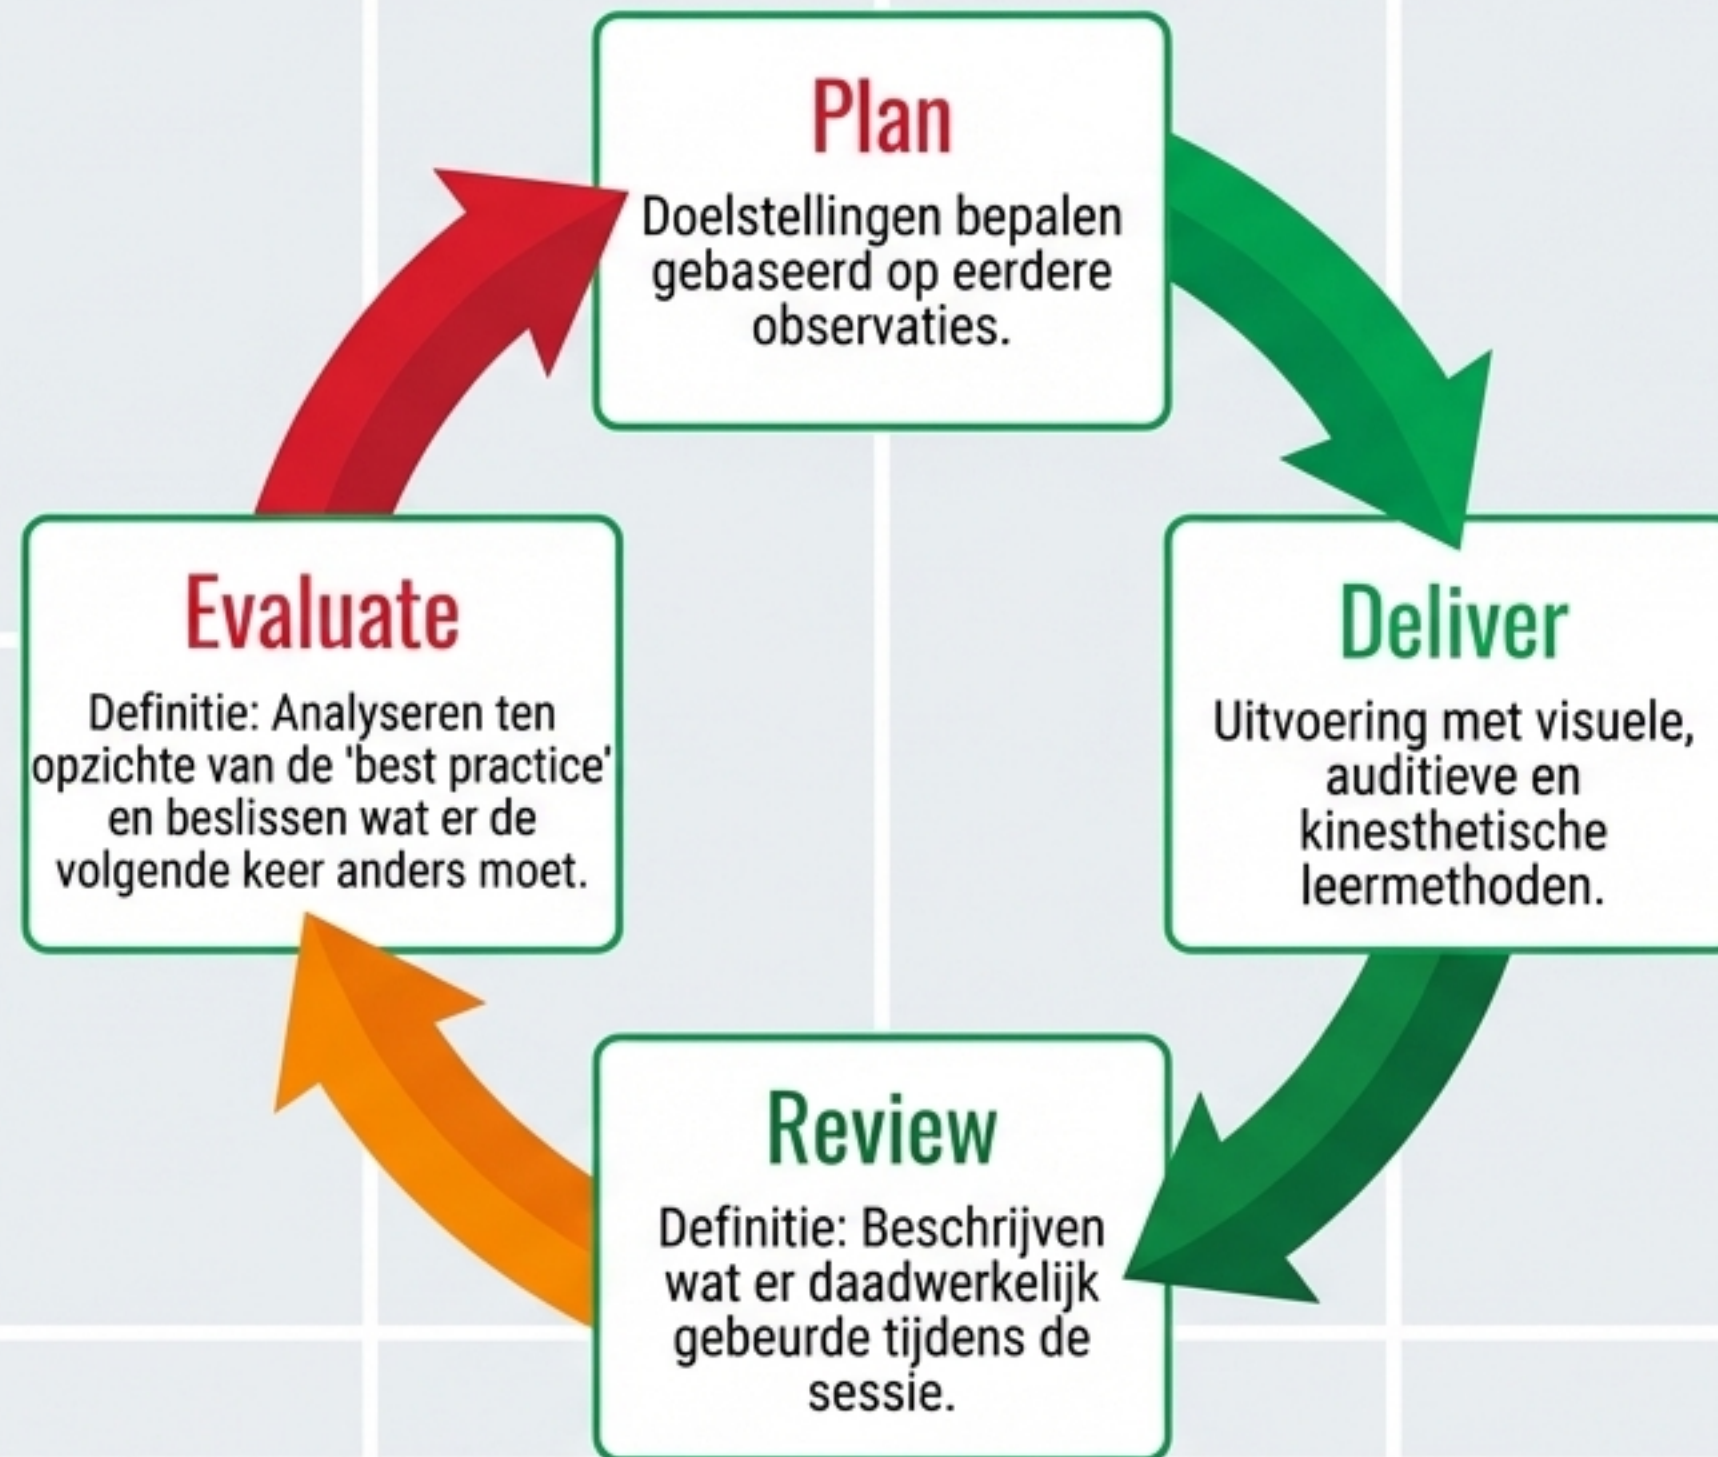 Plan
Doelstellingen bepalen
gebaseerd op eerdere
observaties.
Evaluate
Definitie: Analyseren ten
opzichte van de 'best practice'
en beslissen wat er de
volgende keer anders moet.
Deliver
Uitvoering met visuele,
auditieve en
kinesthetische
leermethoden.
Review
Definitie: Beschrijven
wat er daadwerkelijk
gebeurde tijdens de
sessie.